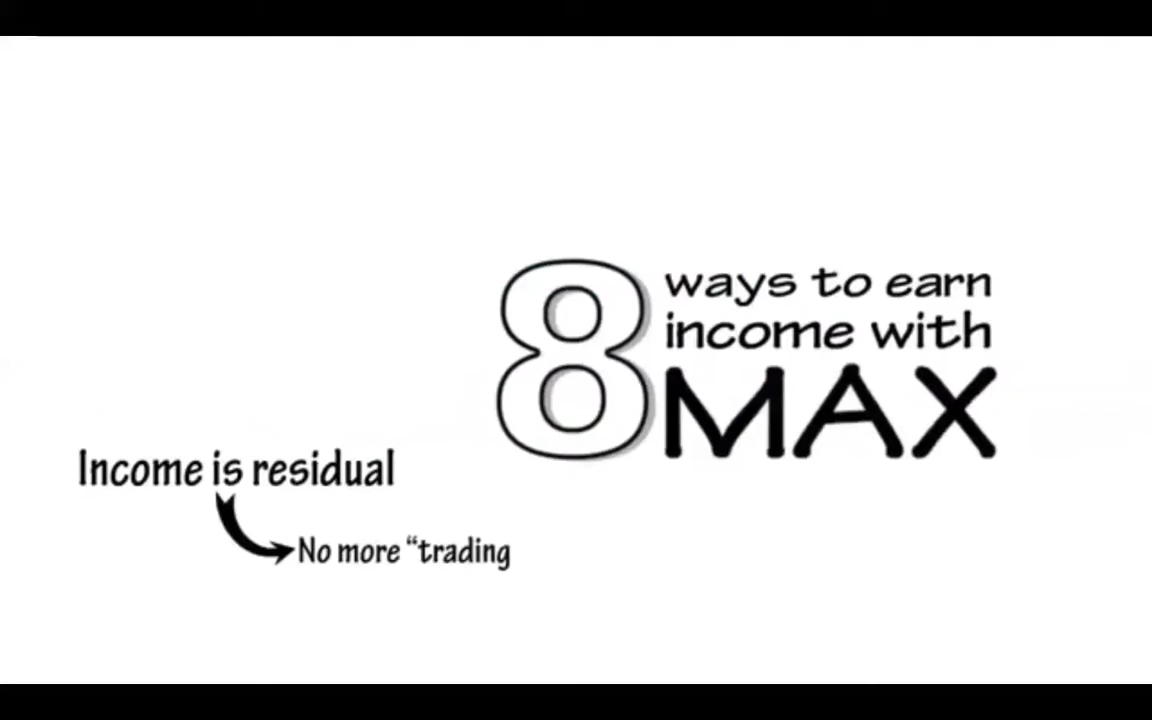 8
ways to earn
income with
MAX
Income is residual
No more “trading